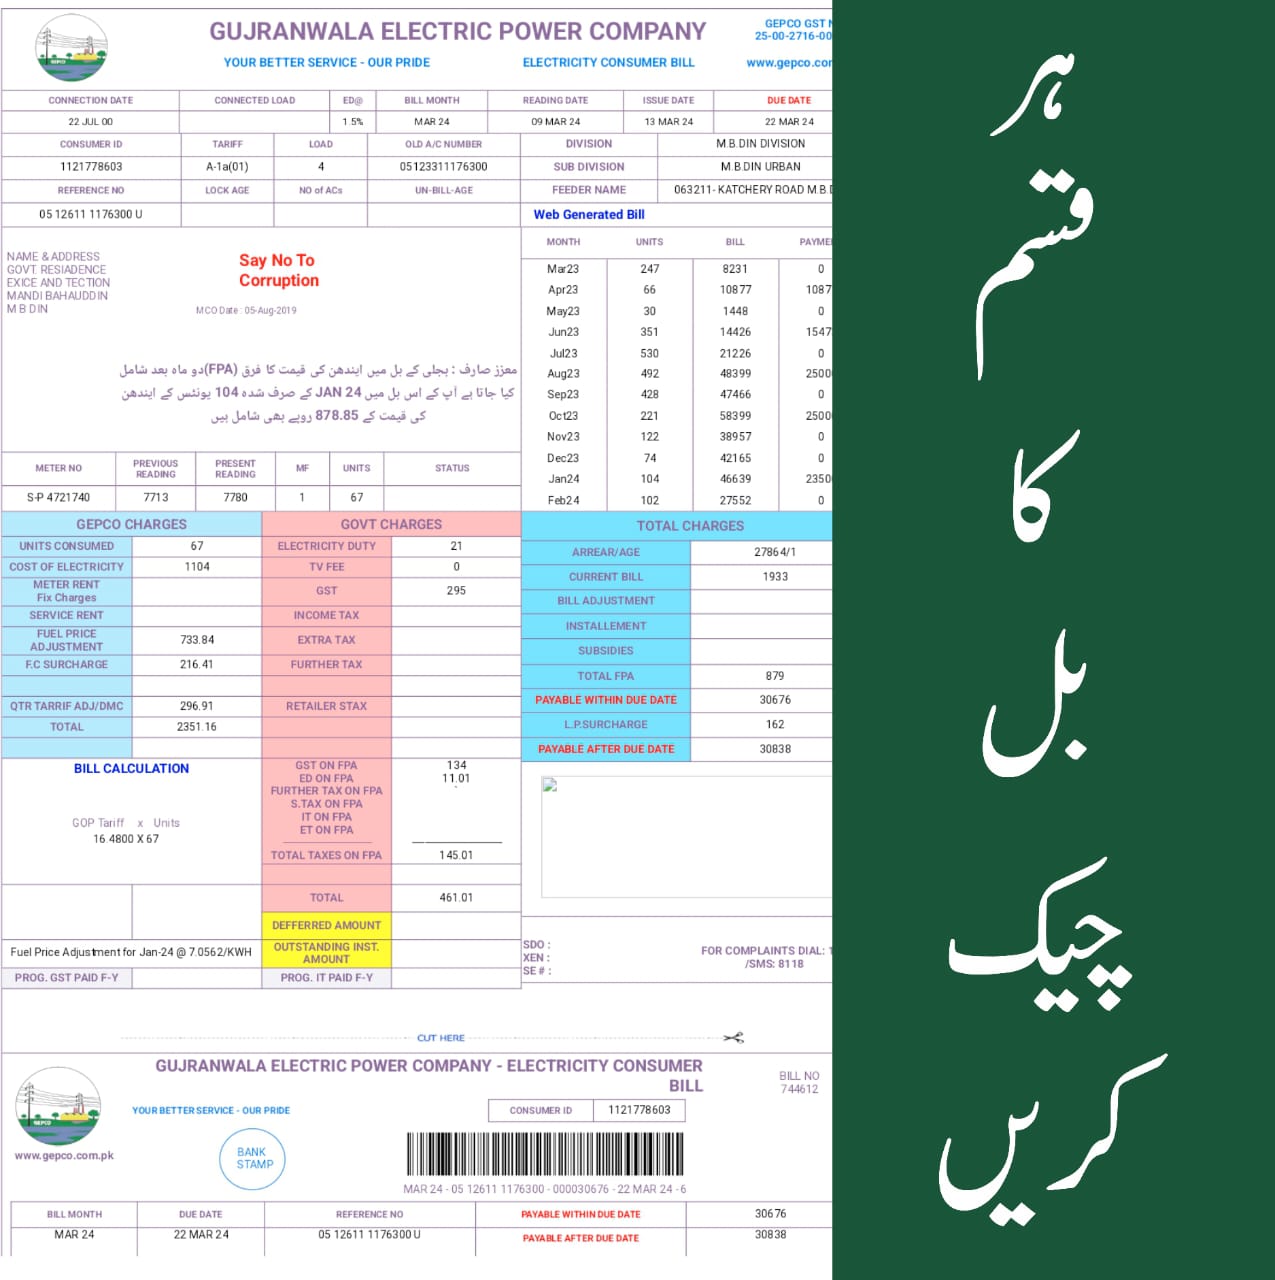 GUJRANWALA ELECTRIC POWER COMPANY
GEPCO GST
25-00-2716-00
YOUR BETTER SERVICE - OUR PRIDE ELECTRICITY CONSUMER BILL
GEPCO
CONNECTION DATE CONNECTED LOAD ED@ BILL MONTH READING DATE ISSUE DATE DUE DATE
22 JUL 00 1.5% MAR 24 09 MAR 24 13 MAR 24 22 MAR 24
CONSUMER ID TARIFF LOAD OLD A/C NUMBER DIVISION M.B.DIN DIVISION
1121778603 A-1a(01) 4 05123311176300 SUB DIVISION M.B.DIN URBAN
REFERENCE NO LOCK AGE NO of ACs UN-BILL-AGE FEEDER NAME 063211- KATCHERY ROAD
05 12611 1176300 U Web Generated Bill
NAME & ADDRESS
GOVT. RESIADENCE
EXICE AND TECTION
MANDI BAHAUDDIN
M B DIN
Say No To
Corruption
MCO Date : 05-Aug-2019
معزز صارف : بجلی کے بل میں ایندھن کی قیمت کا فرق (FPA)دو ماہ بعد شامل
کیا جاتا ہے آپ کے اس بل میں JAN 24 کے صرف شدہ 104 یونٹس کے ایندھن
کی قیمت کے 878.85 روپے بھی شامل ہیں
MONTH UNITS BILL
Mar23 247 8231 0
Apr23 66 10877
May23 30 1448 0
Jun23 351 14426
Jul23 530 21226 0
Aug23 492 48399
Sep23 428 47466 0
Oct23 221 58399
Nov23 122 38957 0
Dec23 74 42165 0
Jan24 104 46639
Feb24 102 27552 0
METER NO PREVIOUS READING PRESENT READING MF UNITS STATUS
S-P 4721740 7713 7780 1 67
GEPCO CHARGES
UNITS CONSUMED 67
COST OF ELECTRICITY 1104
METER RENT
Fix Charges
SERVICE RENT
FUEL PRICE
ADJUSTMENT 733.84
F.C SURCHARGE 216.41
QTR TARRIF ADJ/DMC 296.91
TOTAL 2351.16
BILL CALCULATION
GOP Tariff x Units
16.4800 X 67
Fuel Price Adjustment for Jan-24 @ 7.0562/KWH
PROG. GST PAID F-Y
GOVT CHARGES
ELECTRICITY DUTY 21
TV FEE 0
GST 295
INCOME TAX
EXTRA TAX
FURTHER TAX
RETAILER STAX
GST ON FPA 134
ED ON FPA 11.01
FURTHER TAX ON FPA
S.TAX ON FPA
IT ON FPA
ET ON FPA
TOTAL TAXES ON FPA 145.01
TOTAL 461.01
DEFFERRED AMOUNT
OUTSTANDING INST.
AMOUNT
PROG. IT PAID F-Y
TOTAL CHARGES
ARREAR/AGE 27864/1
CURRENT BILL 1933
BILL ADJUSTMENT
INSTALLEMENT
SUBSIDIES
TOTAL FPA 879
PAYABLE WITHIN DUE DATE 30676
L.P.SURCHARGE 162
PAYABLE AFTER DUE DATE 30838
SDO :
XEN :
SE # :
FOR COMPLAINTS DIAL:
/SMS: 8118
CUT HERE
GUJRANWALA ELECTRIC POWER COMPANY - ELECTRICITY CONSUMER
BILL
BILL NO
744612
GEPCO
YOUR BETTER SERVICE - OUR PRIDE
CONSUMER ID 1121778603
www.gepco.com.pk
BANK
STAMP
MAR 24 - 05 12611 1176300 - 000030676 - 22 MAR 24 - 6
BILL MONTH DUE DATE REFERENCE NO PAYABLE WITHIN DUE DATE 30676
MAR 24 22 MAR 24 05 12611 1176300 U PAYABLE AFTER DUE DATE 30838
ہر
قسم
کا
بل
چیک
کریں